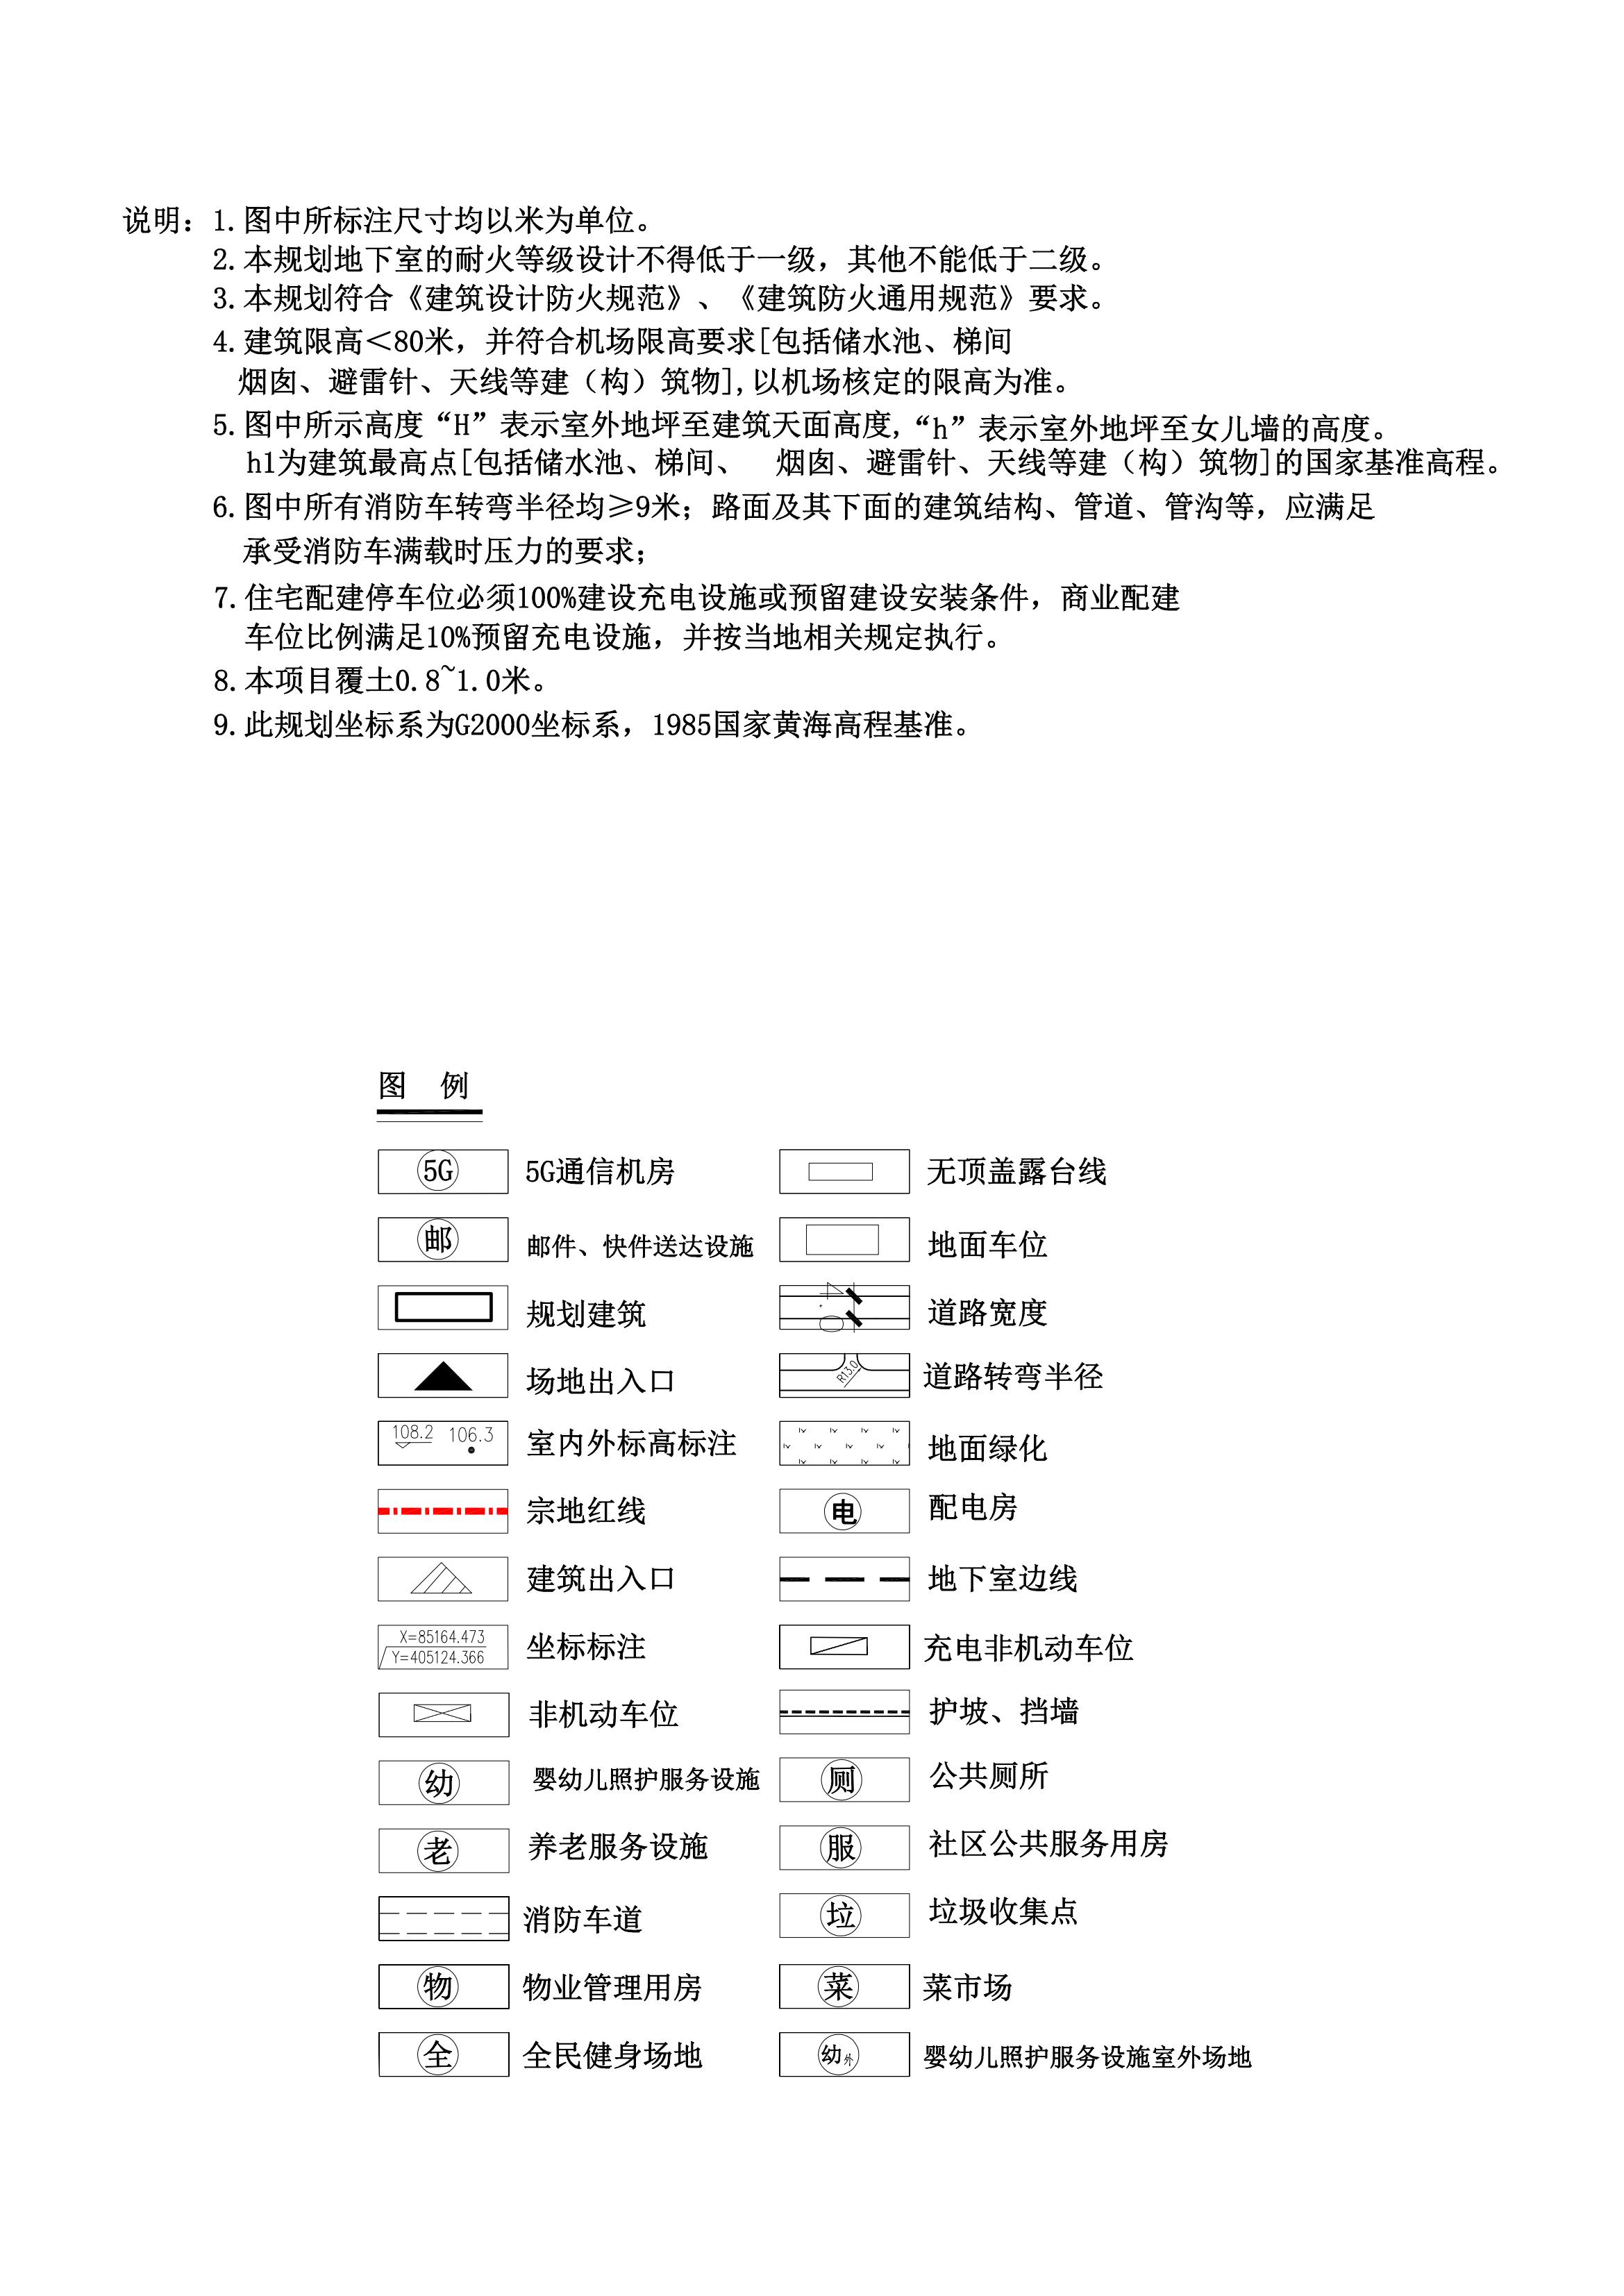 说明：1.图中所标注尺寸均以米为单位。
2.本规划地下室的耐火等级设计不得低于一级，其他不能低于二级。
3.本规划符合《建筑设计防火规范》、《建筑防火通用规范》要求。
4.建筑限高＜80米，并符合机场限高要求[包括储水池、梯间
烟囱、避雷针、天线等建（构）筑物],以机场核定的限高为准。
5.图中所示高度“H”表示室外地坪至建筑天面高度,“h”表示室外地坪至女儿墙的高度。
h1为建筑最高点[包括储水池、梯间、 烟囱、避雷针、天线等建（构）筑物]的国家基准高程。
6.图中所有消防车转弯半径均≥9米；路面及其下面的建筑结构、管道、管沟等，应满足
承受消防车满载时压力的要求；
7.住宅配建停车位必须100%建设充电设施或预留建设安装条件，商业配建
车位比例满足10%预留充电设施，并按当地相关规定执行。
8.本项目覆土0.8~1.0米。
9.此规划坐标系为G2000坐标系，1985国家黄海高程基准。
图 例
5G 5G通信机房
无顶盖露台线
邮 邮件、快件送达设施
地面车位
规划建筑
4.0 道路宽度
场地出入口
R13.0 道路转弯半径
108.2 106.3 室内外标高标注
地面绿化
宗地红线
电 配电房
建筑出入口
地下室边线
X=85164.473
Y=405124.366
坐标标注
充电非机动车位
非机动车位
护坡、挡墙
幼 婴幼儿照护服务设施
厕 公共厕所
老 养老服务设施
服 社区公共服务用房
消防车道
垃 垃圾收集点
物 物业管理用房
菜 菜市场
全 全民健身场地
幼外 婴幼儿照护服务设施室外场地